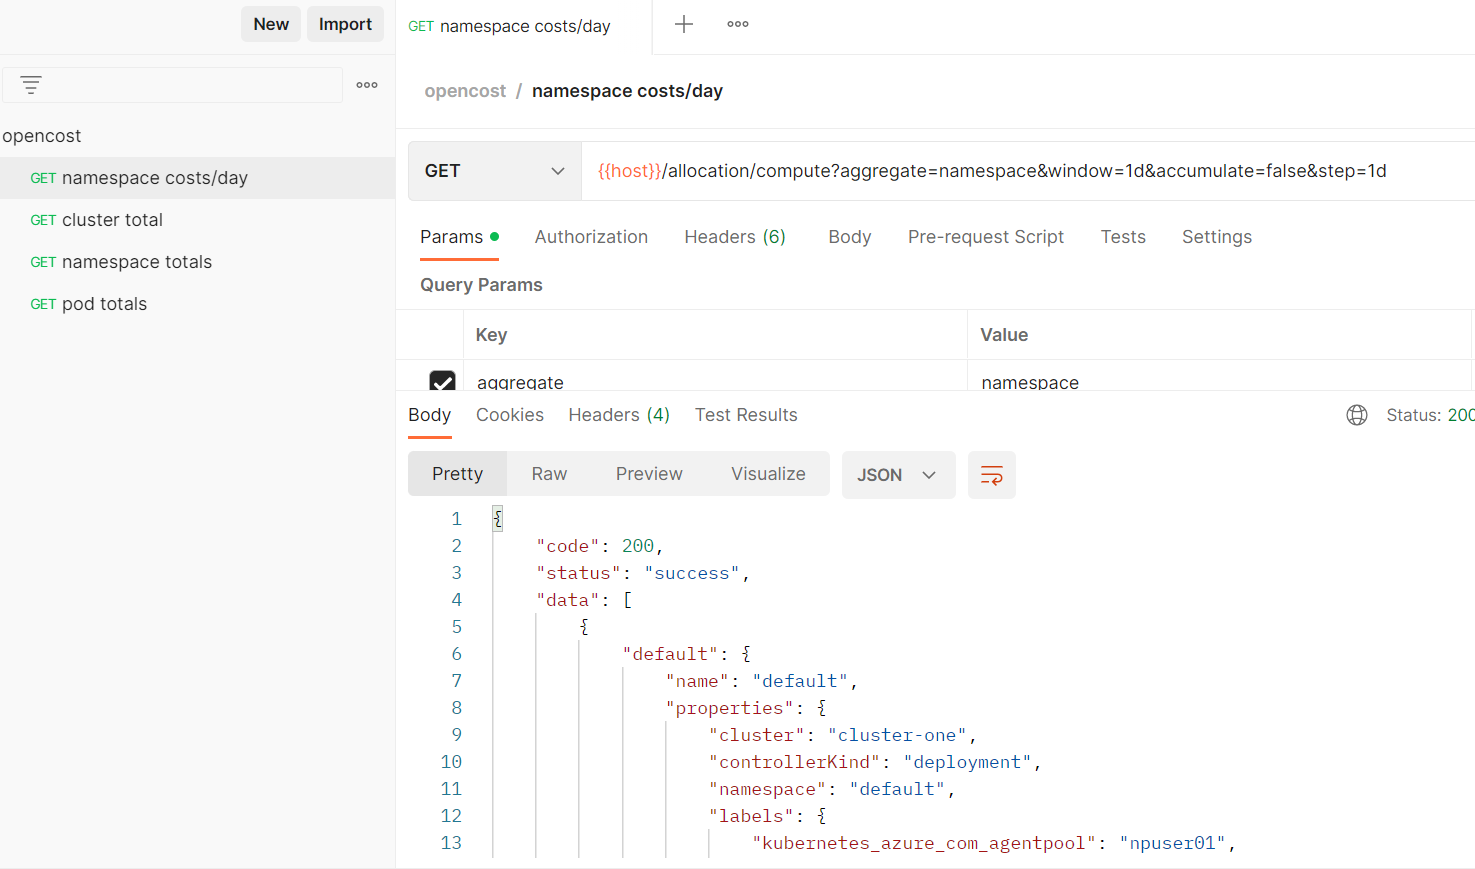 New
Import
GET namespace costs/day
opencost
GET namespace costs/day
GET cluster total
GET namespace totals
GET pod totals
opencost / namespace costs/day
GET
{{host}}/allocation/compute?aggregate=namespace&window=1d&accumulate=false&step=1d
Params Authorization Headers (6) Body Pre-request Script Tests Settings
Query Params
Key Value
aggregate namespace
Body Cookies Headers (4) Test Results Status: 200
Pretty Raw Preview Visualize JSON
1 {
2 "code": 200,
3 "status": "success",
4 "data": [
5 {
6 "default": {
7 "name": "default",
8 "properties": {
9 "cluster": "cluster-one",
10 "controllerKind": "deployment",
11 "namespace": "default",
12 "labels": {
13 "kubernetes_azure_com_agentpool": "npuser01",